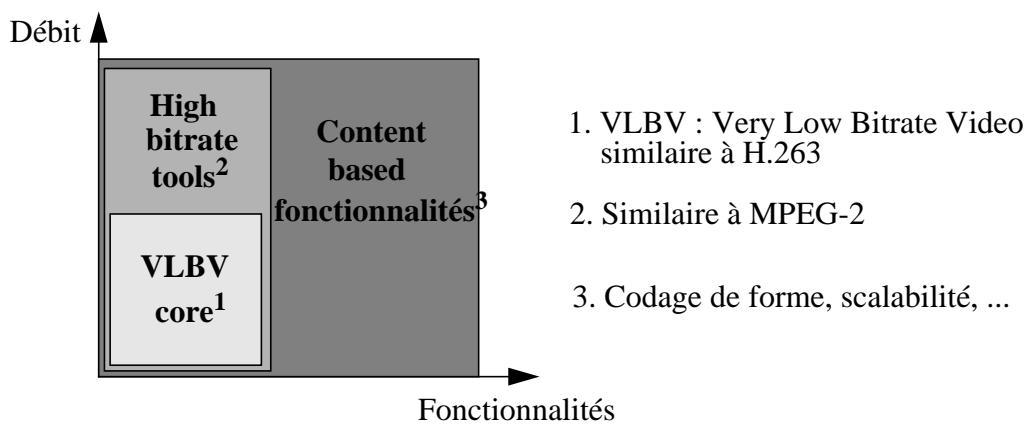 Débit
High
bitrate
tools2
Content
based
fonctionnalités3
VLBV
core1
1. VLBV : Very Low Bitrate Video
similaire à H.263
2. Similaire à MPEG-2
3. Codage de forme, scalabilité, ...
Fonctionnalités